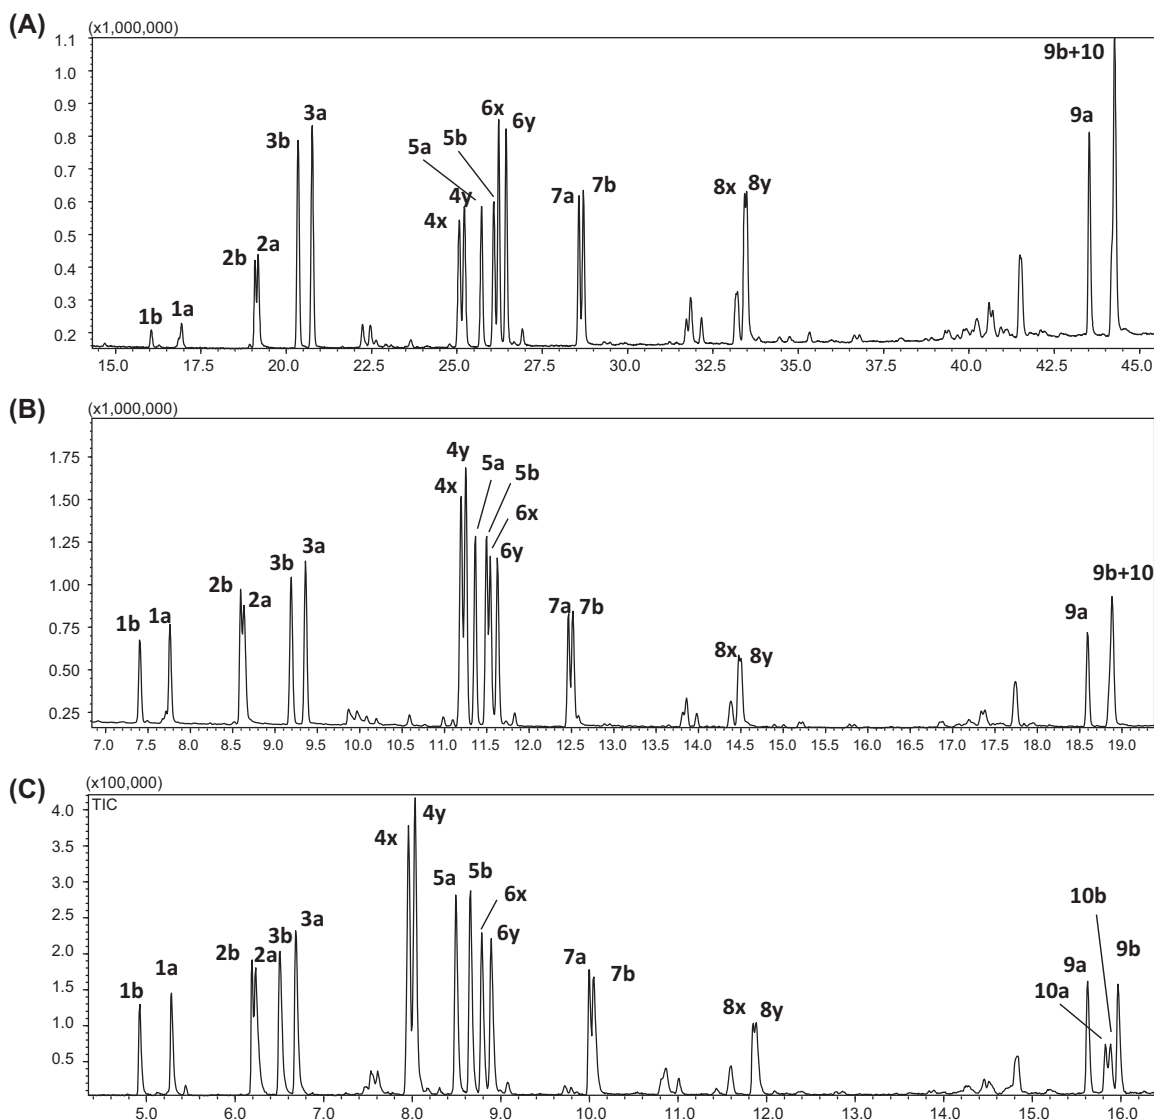 (A)
(x1,000,000)
1.1
1.0
0.9
0.8
0.7
0.6
0.5
0.4
0.3
0.2
1b
1a
2b
2a
3b
3a
4x
4y
5a
5b
6x
6y
7a
7b
8x
8y
9a
9b+10
15.0 17.5 20.0 22.5 25.0 27.5 30.0 32.5 35.0 37.5 40.0 42.5 45.0
(B)
(x1,000,000)
1.75
1.50
1.25
1.00
0.75
0.50
0.25
1b
1a
2b
2a
3b
3a
4x
4y
5a
5b
6x
6y
7a
7b
8x
8y
9a
9b+10
7.0 7.5 8.0 8.5 9.0 9.5 10.0 10.5 11.0 11.5 12.0 12.5 13.0 13.5 14.0 14.5 15.0 15.5 16.0 16.5 17.0 17.5 18.0 18.5 19.0
(C)
(x100,000)
TIC
4.0
3.5
3.0
2.5
2.0
1.5
1.0
0.5
1b
1a
2b
2a
3b
3a
4x
4y
5a
5b
6x
6y
7a
7b
8x
8y
9a
10a
10b
9b
5.0 6.0 7.0 8.0 9.0 10.0 11.0 12.0 13.0 14.0 15.0 16.0